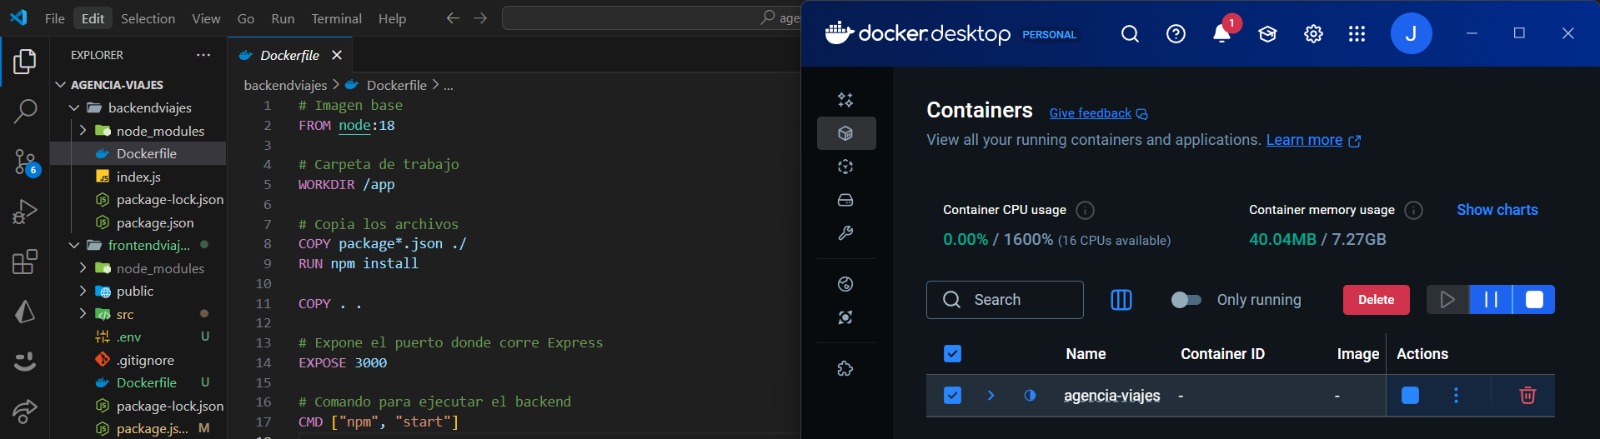 File Edit Selection View Go Run Terminal Help
age
EXPLORER
AGENCIA-VIAJES
backendviajes
node_modules
Dockerfile
index.js
package-lock.json
package.json
frontendviaj...
node_modules
public
src
.env U
.gitignore
Dockerfile U
package-lock.json
package.js... M
6
Dockerfile
backendviajes > Dockerfile > ...
1 # Imagen base
2 FROM node:18
3
4 # Carpeta de trabajo
5 WORKDIR /app
6
7 # Copia los archivos
8 COPY package*.json ./
9 RUN npm install
10
11 COPY . .
12
13 # Expone el puerto donde corre Express
14 EXPOSE 3000
15
16 # Comando para ejecutar el backend
17 CMD ["npm", "start"]
docker.desktop PERSONAL
1
J
Containers Give feedback
View all your running containers and applications. Learn more
Container CPU usage
0.00% / 1600% (16 CPUs available)
Container memory usage
40.04MB / 7.27GB
Show charts
Search
Only running
Delete
Name Container ID Image Actions
agencia-viajes - -